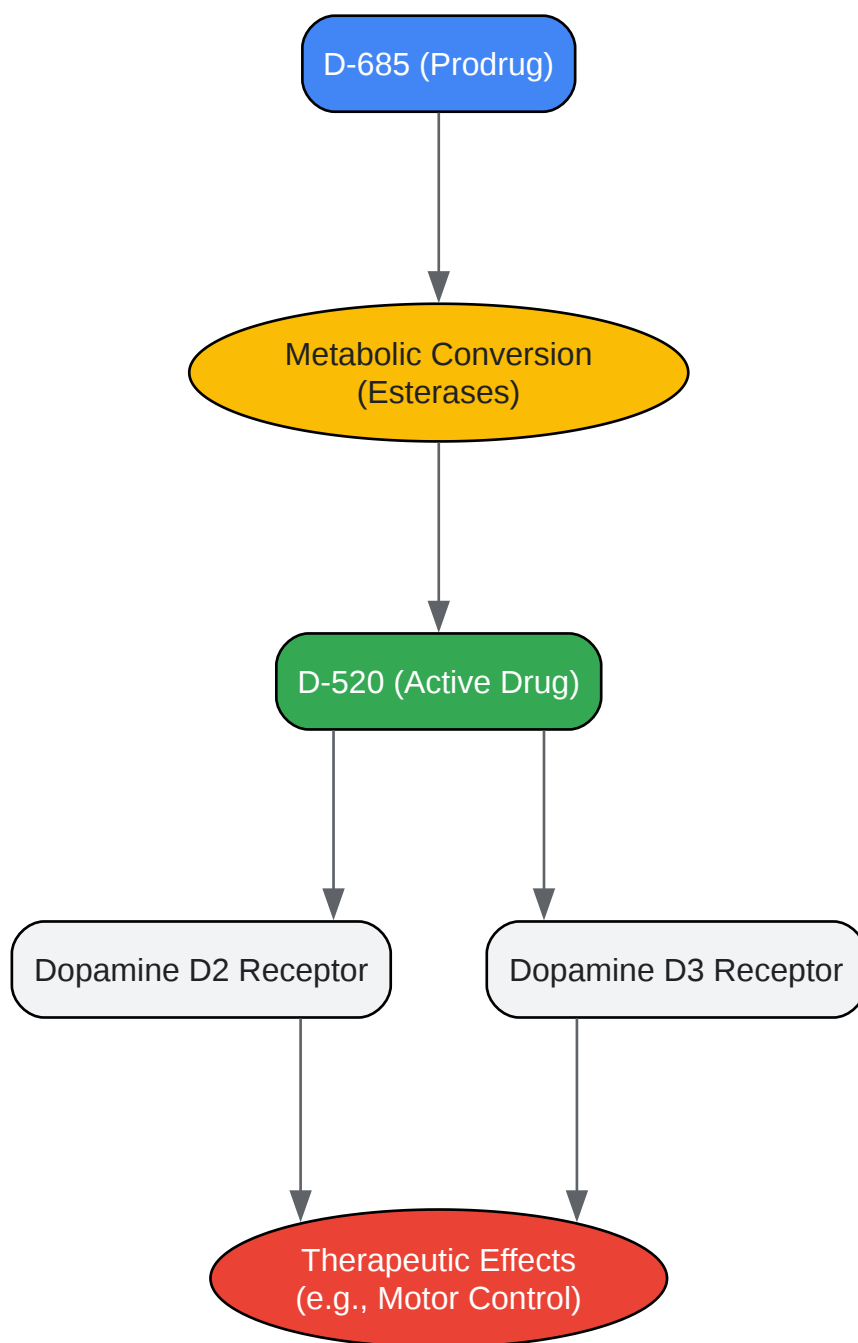 D-685 (Prodrug)
Metabolic Conversion
(Esterases)
D-520 (Active Drug)
Dopamine D2 Receptor
Dopamine D3 Receptor
Therapeutic Effects
(e.g., Motor Control)